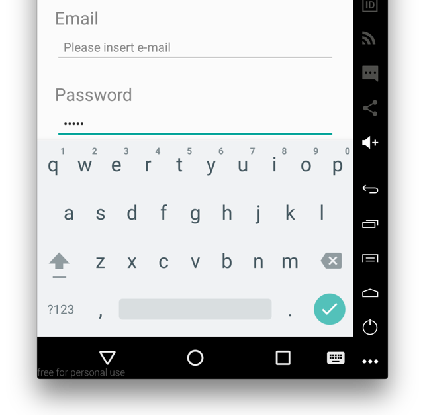 ID
Email
Please insert e-mail
Password
•••••
1 2 3 4 5 6 7 8 9 0
q w e r t y u i o p
a s d f g h j k l
z x c v b n m
?123 , .
free for personal use